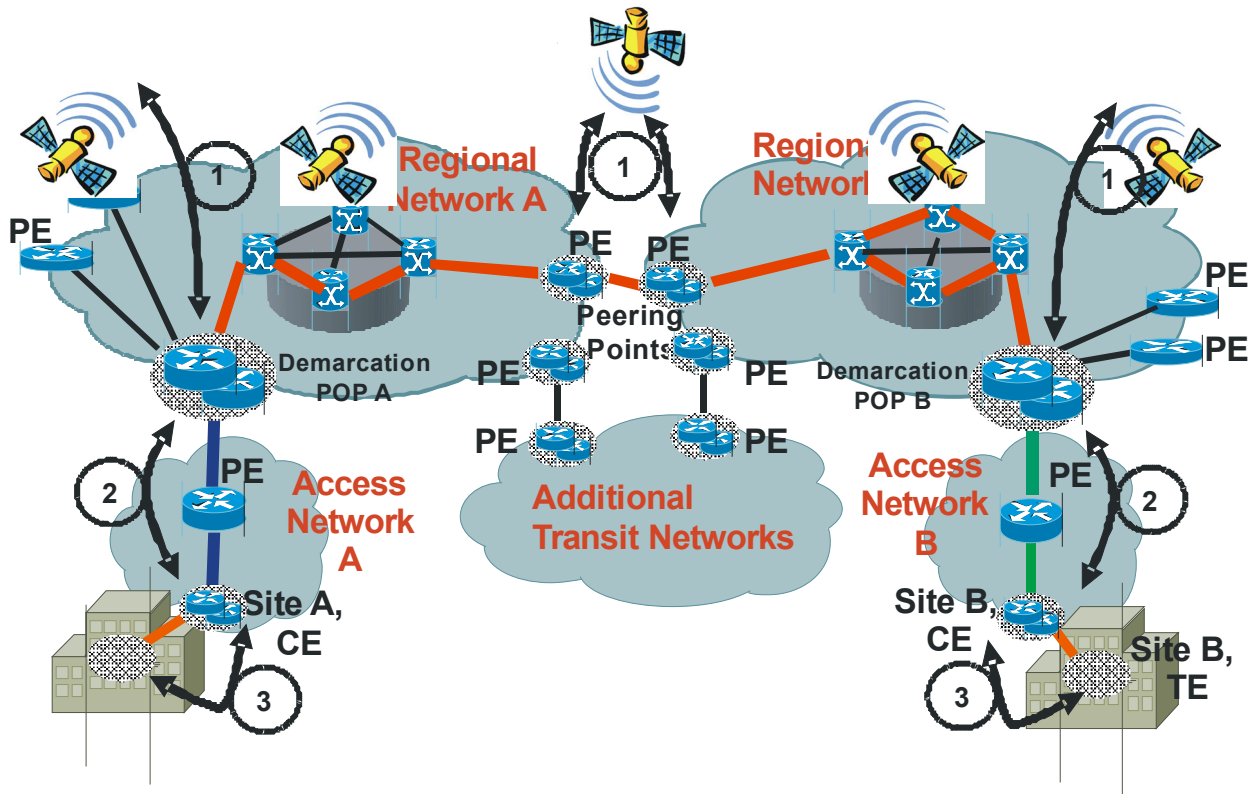 1
Regional
Network A
1
Regiona
Network
1
PE
PE
PE
PE
PE
Peering
Points
Demarcation
POP A
PE
PE
Demarcation
POP B
PE
PE
2
PE
Access
Network
A
Additional
Transit Networks
Access
Network
B
PE
2
Site A,
CE
3
Site B,
CE
3
Site B,
TE